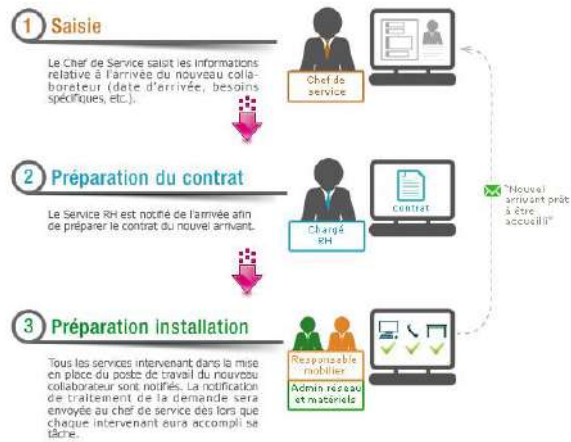 1 Saisie
Le Chef de Service saisit les informations
relative à l'arrivée du nouveau colla-
borateur (date d'arrivée, besoins
spécifiques, etc.).
Chef de
service
2 Préparation du contrat
Le Service RH est notifié de l'arrivée afin
de préparer le contrat du nouvel arrivant.
contrat
Chargé
RH
"Nouvel
arrivant prêt
à être
accueilli"
3 Préparation installation
Tous les services intervenant dans la mise
en place du poste de travail du nouveau
collaborateur sont notifiés. La notification
de traitement de la demande sera
envoyée au chef de service dès lors que
chaque intervenant aura accompli sa
tâche.
Responsable
mobilier
Admin réseau
et matériels